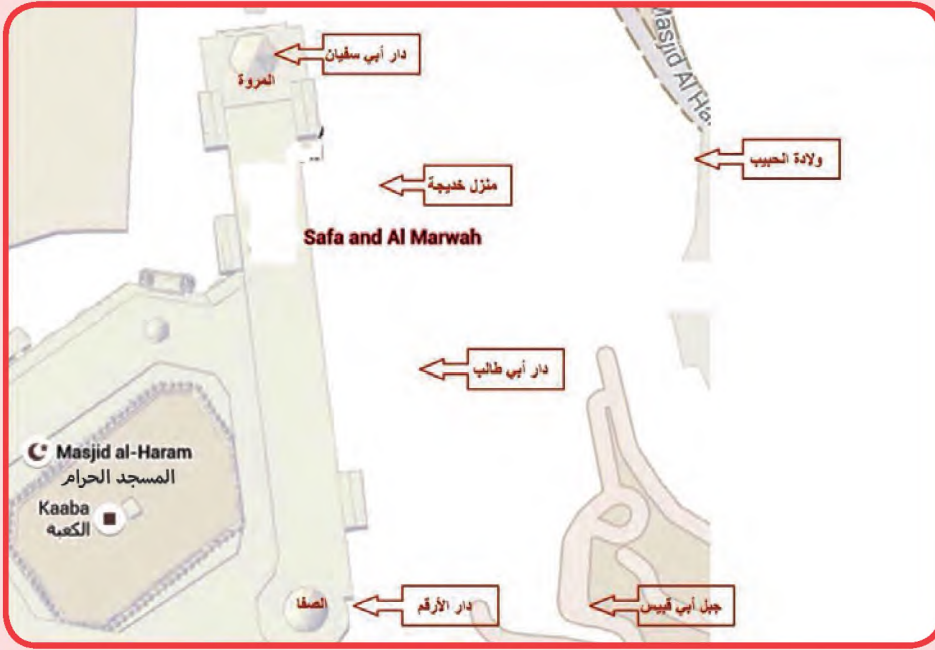 دار أبي سفيان
المروة
Masjid Al Ha
ولادة الحبيب
منزل خديجة
Safa and Al Marwah
دار أبي طالب
Masjid al-Haram
المسجد الحرام
Kaaba
الكعبة
الصفا
دار الأرقم
جبل أبي قبيس